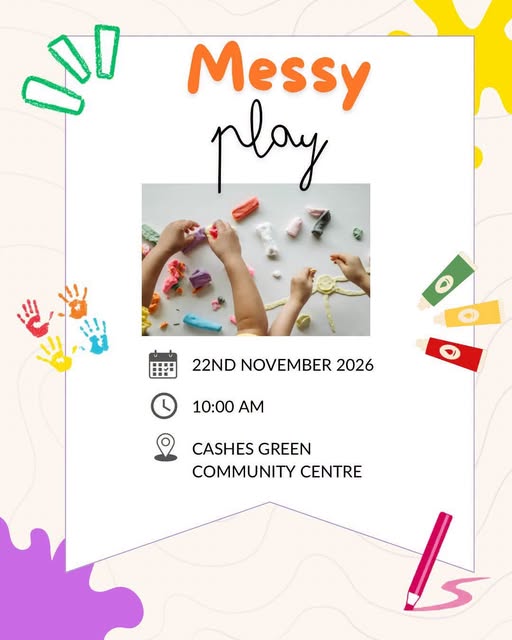 Messy
play
22ND NOVEMBER 2026
10:00 AM
CASHES GREEN
COMMUNITY CENTRE